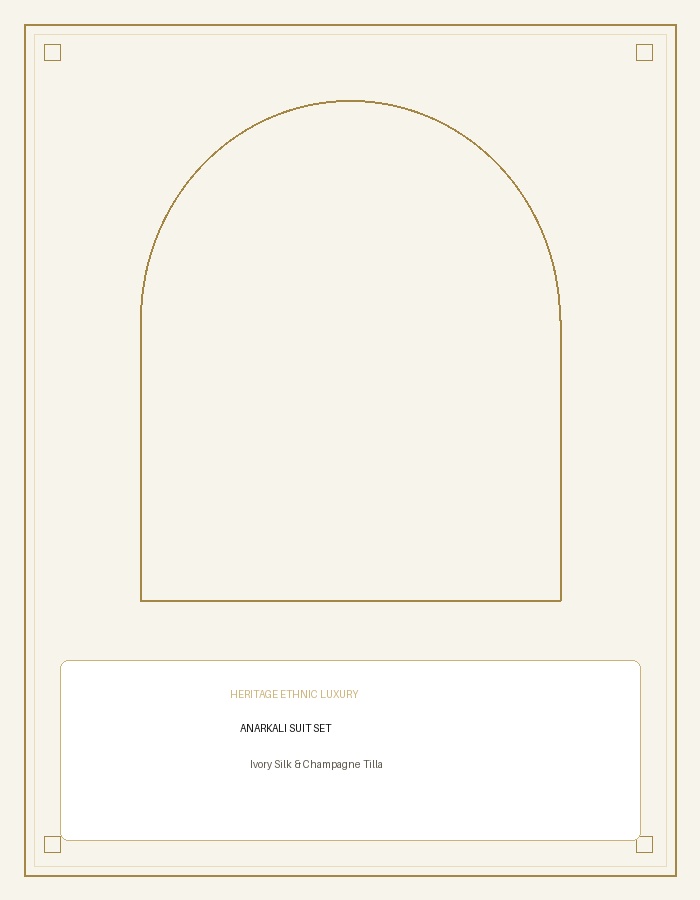 HERITAGE ETHNIC LUXURY
ANARKALI SUIT SET
Ivory Silk & Champagne Tilla